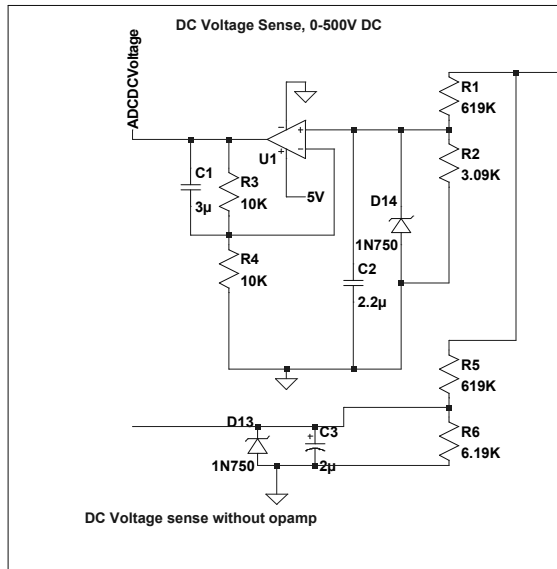 DC Voltage Sense, 0-500V DC
ADCDCVoltage
R1
619K
U1
C1
3µ
R3
10K
5V
D14
1N750
R2
3.09K
R4
10K
C2
2.2µ
R5
619K
D13
1N750
C3
2µ
R6
6.19K
DC Voltage sense without opamp